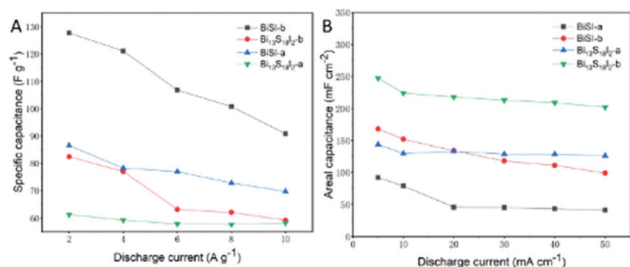 A
BiSI-b
Bi₁₃S₁₈I₂-b
BiSI-a
Bi₁₃S₁₈I₂-a
130
120
110
100
90
80
70
60
Specific capacitance (F g⁻¹)
2 4 6 8 10
Discharge current (A g⁻¹)
B
BiSI-a
BiSI-b
Bi₁₃S₁₈I₂-a
Bi₁₃S₁₈I₂-b
400
350
300
250
200
150
100
50
0
Areal capacitance (mF cm⁻²)
10 20 30 40 50
Discharge current (mA cm⁻¹)